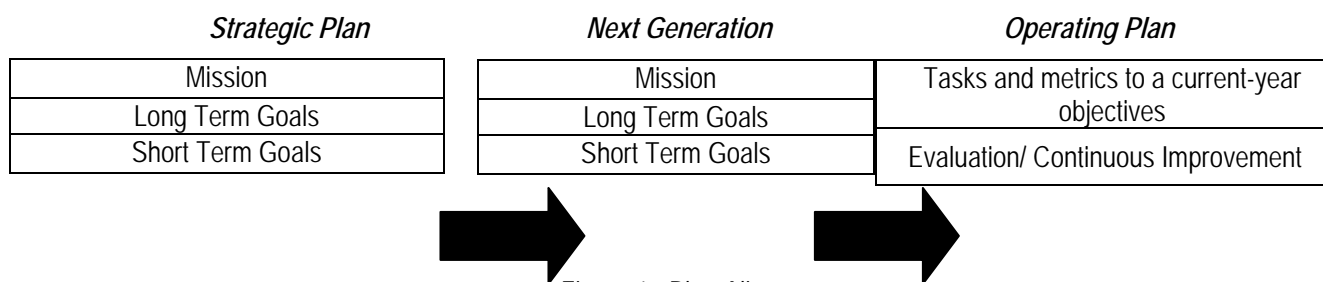 Strategic Plan Next Generation Operating Plan
Mission
Long Term Goals
Short Term Goals
Mission
Long Term Goals
Short Term Goals
Tasks and metrics to a current-year
objectives
Evaluation/ Continuous Improvement